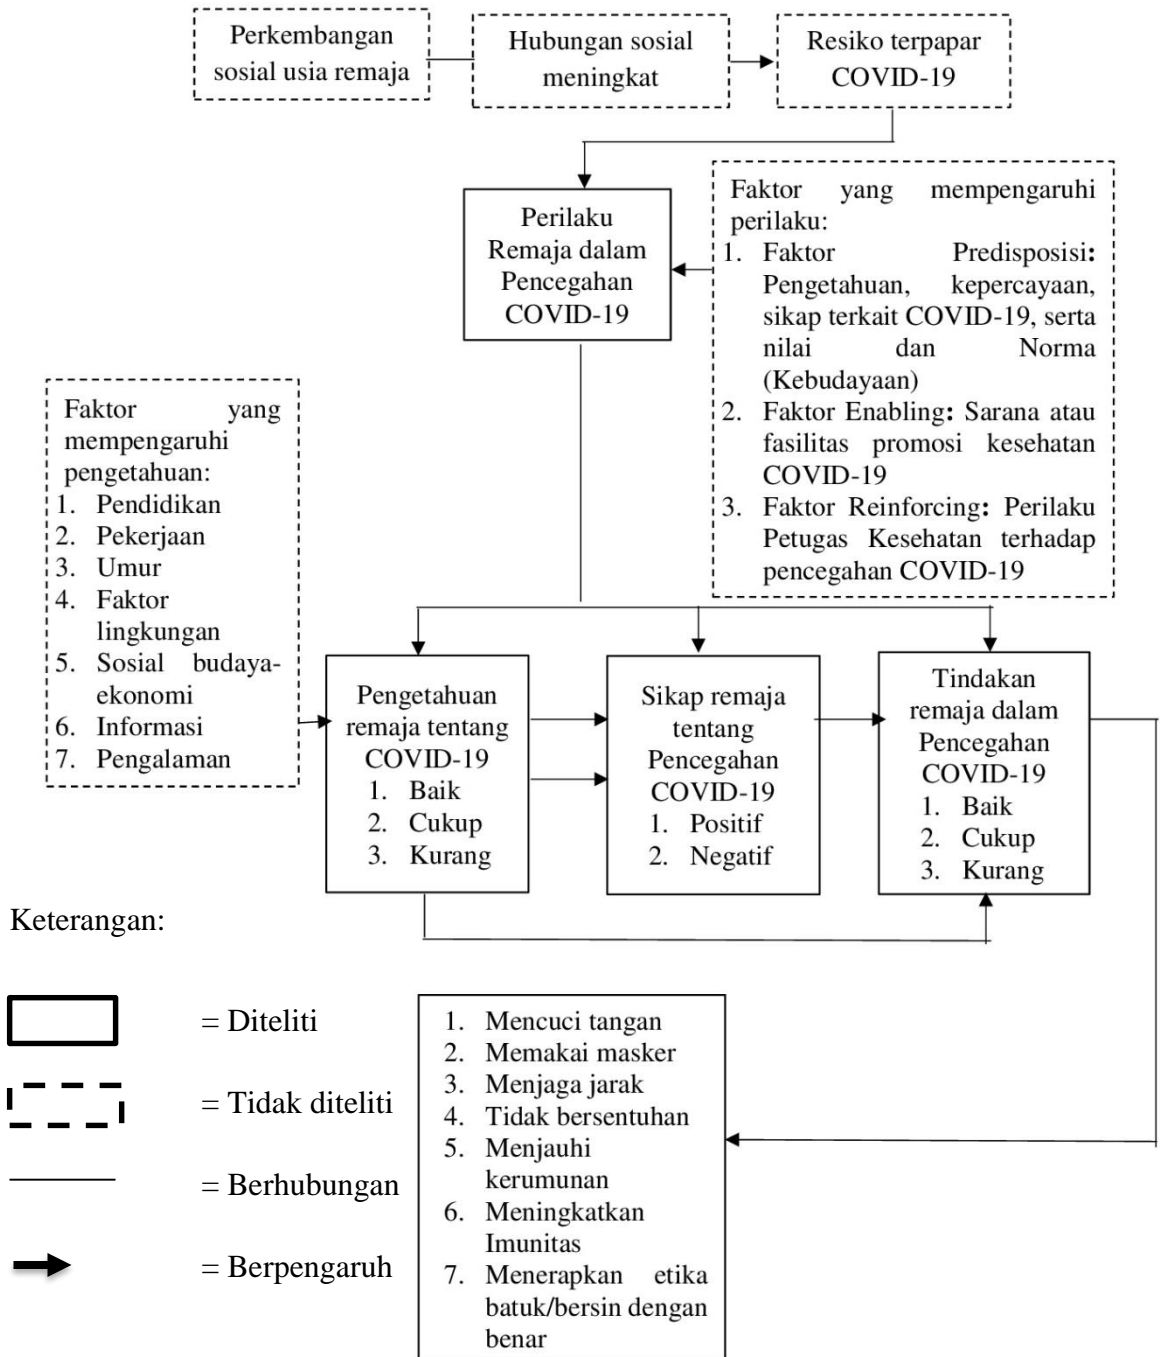 Perkembangan
sosial usia remaja
Hubungan sosial
meningkat
Resiko terpapar
COVID-19
Perilaku
Remaja dalam
Pencegahan
COVID-19
Faktor yang mempengaruhi
perilaku:
1. Faktor Predisposisi:
Pengetahuan, kepercayaan,
sikap terkait COVID-19, serta
nilai dan Norma
(Kebudayaan)
2. Faktor Enabling: Sarana atau
fasilitas promosi kesehatan
COVID-19
3. Faktor Reinforcing: Perilaku
Petugas Kesehatan terhadap
pencegahan COVID-19
Faktor yang
mempengaruhi
pengetahuan:
1. Pendidikan
2. Pekerjaan
3. Umur
4. Faktor
lingkungan
5. Sosial budaya-
ekonomi
6. Informasi
7. Pengalaman
Pengetahuan
remaja tentang
COVID-19
1. Baik
2. Cukup
3. Kurang
Sikap remaja
tentang
Pencegahan
COVID-19
1. Positif
2. Negatif
Tindakan
remaja dalam
Pencegahan
COVID-19
1. Baik
2. Cukup
3. Kurang
Keterangan:
= Diteliti
= Tidak diteliti
= Berhubungan
= Berpengaruh
1. Mencuci tangan
2. Memakai masker
3. Menjaga jarak
4. Tidak bersentuhan
5. Menjauhi
kerumunan
6. Meningkatkan
Imunitas
7. Menerapkan etika
batuk/bersin dengan
benar